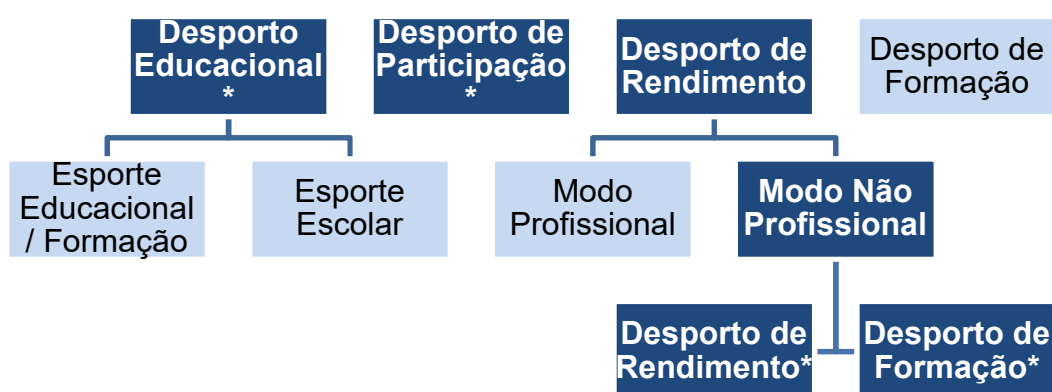 Desporto
Educacional
*
Desporto de
Participação
*
Desporto de
Rendimento
Desporto de
Formação
Esporte
Educacional
/ Formação
Esporte
Escolar
Modo
Profissional
Modo Não
Profissional
Desporto de
Rendimento*
Desporto de
Formação*